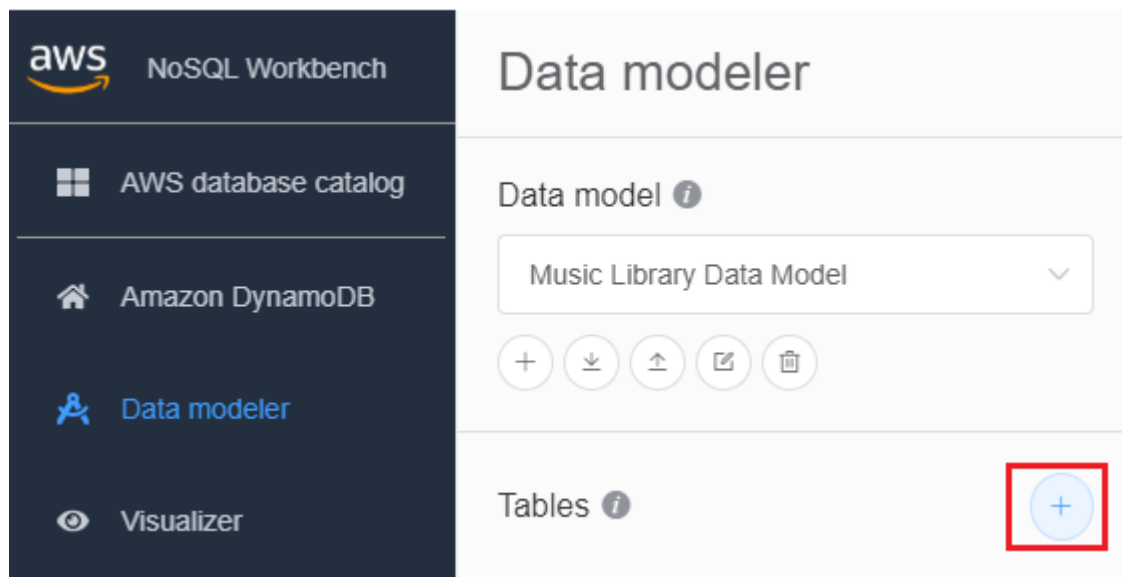 aws
NoSQL Workbench
AWS database catalog
Amazon DynamoDB
Data modeler
Visualizer
Data modeler
Data model i
Music Library Data Model
Tables i